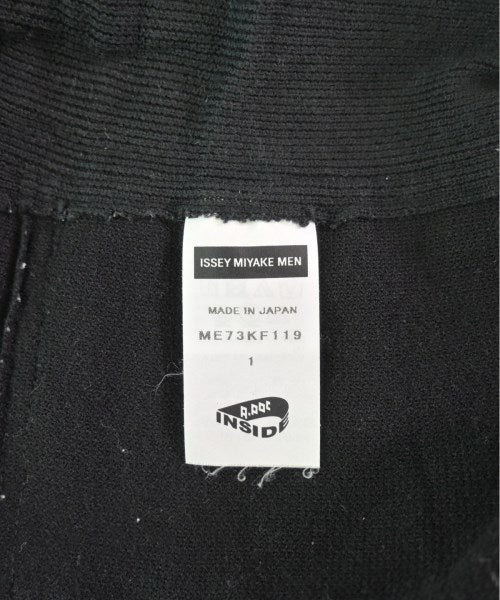 ISSEY MIYAKE MEN
MADE IN JAPAN
ME73KF119
1
A.POC
INSIDE